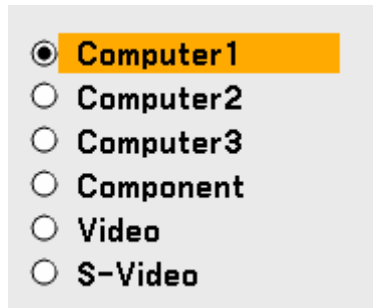 Computer1
Computer2
Computer3
Component
Video
S-Video